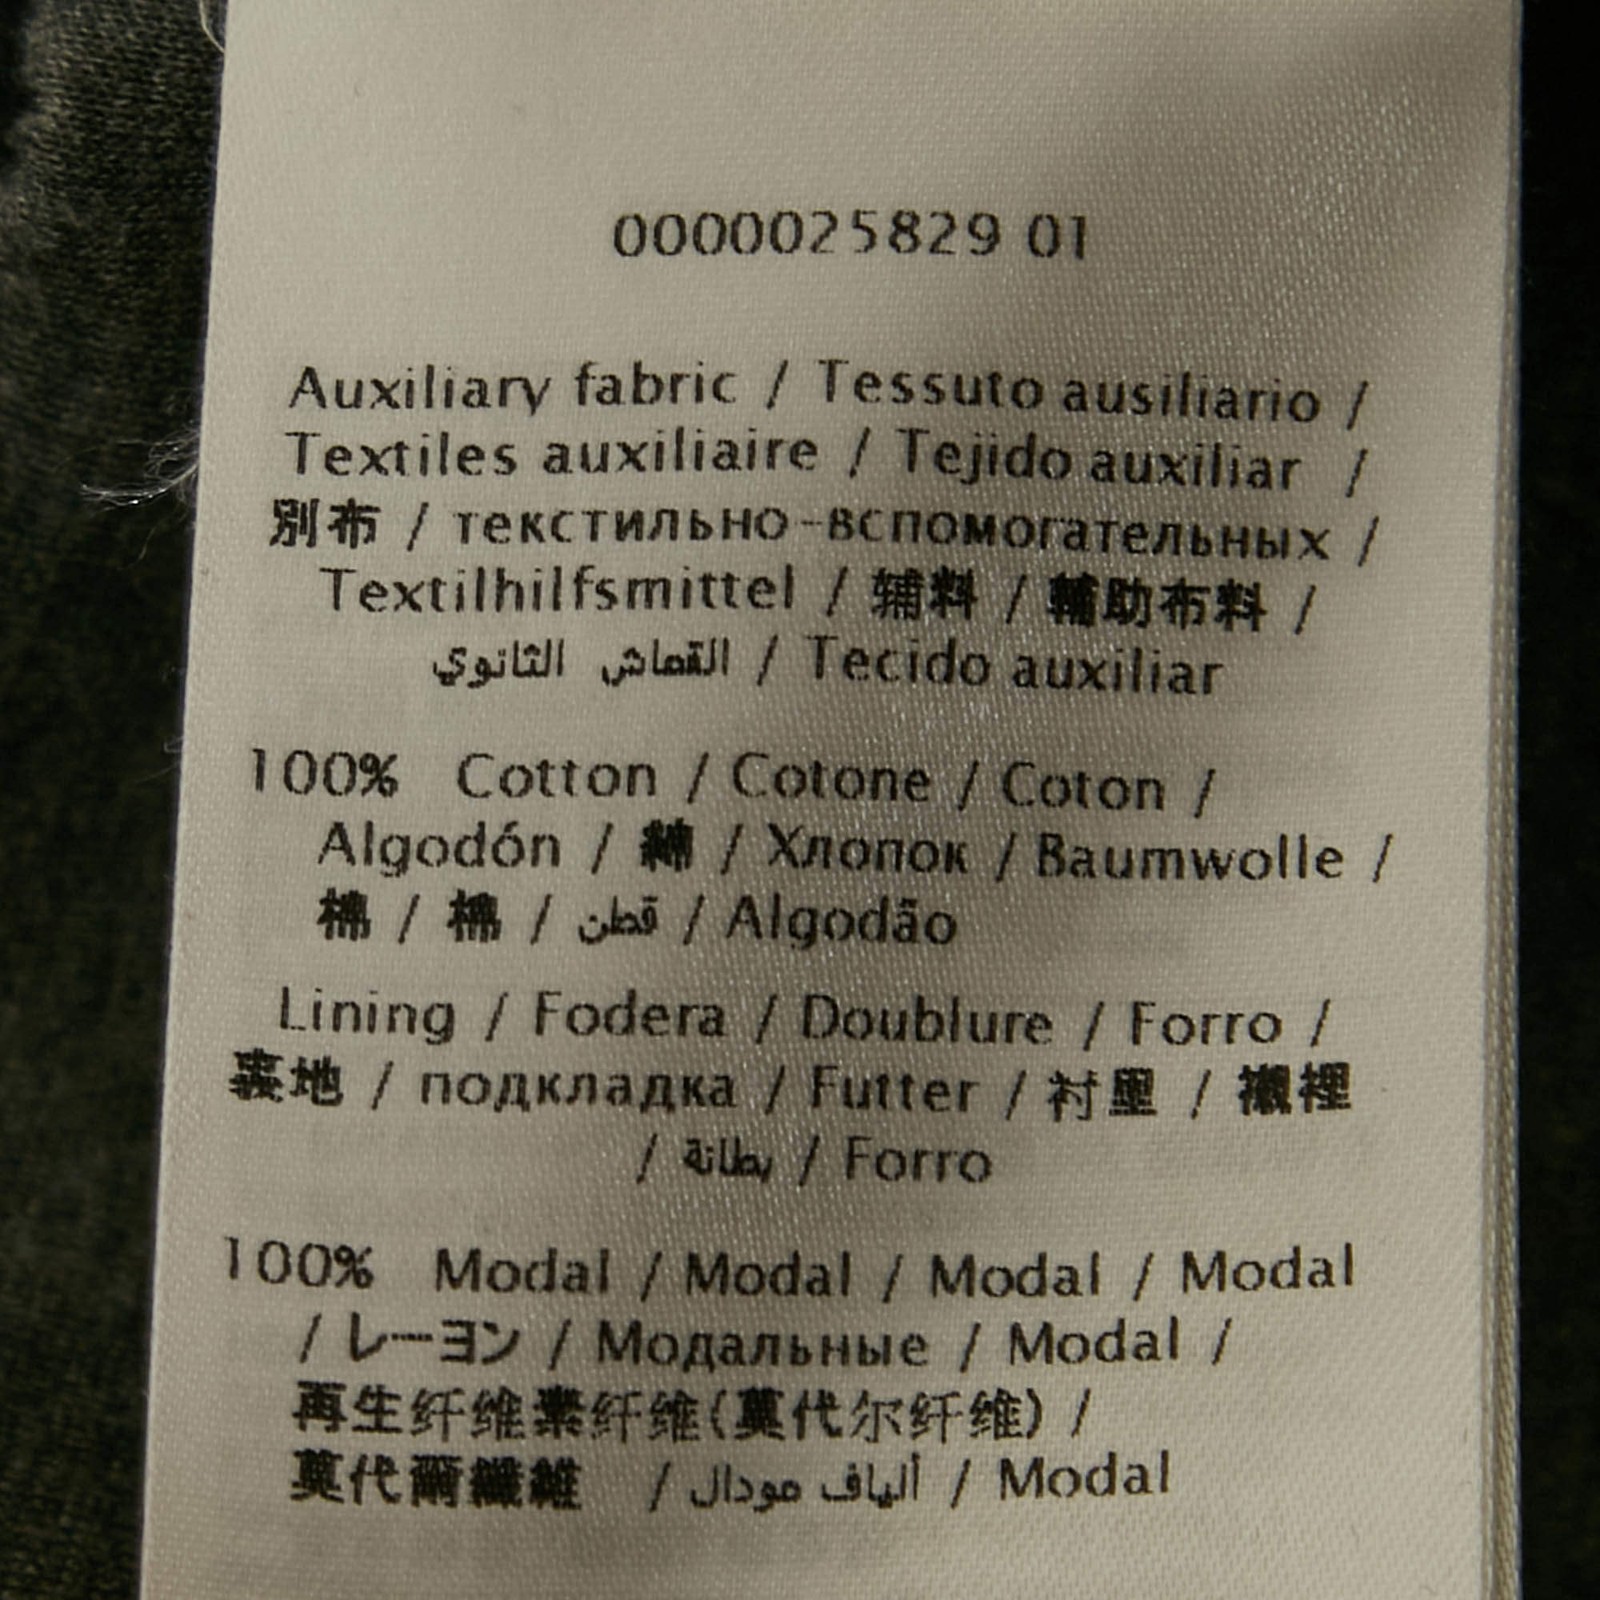 0000025829 01
Auxiliary fabric / Tessuto ausiliario /
Textiles auxiliaire / Tejido auxiliar /
別布 / текстильно-вспомогательных /
Textilhilfsmittel / 辅料 / 輔助布料 /
القماش الثانوي / Tecido auxiliar
100% Cotton / Cotone / Coton /
Algodón / 綿 / Хлопок / Baumwolle /
棉 / 棉 / قطن / Algodão
Lining / Fodera / Doublure / Forro /
裏地 / подкладка / Futter / 衬里 / 襯裡
/ بطانة / Forro
100% Modal / Modal / Modal / Modal
/ レーヨン / Модальные / Modal /
再生纤维素纤维(莫代尔纤维) /
莫代爾纖維 / ألياف مودال / Modal